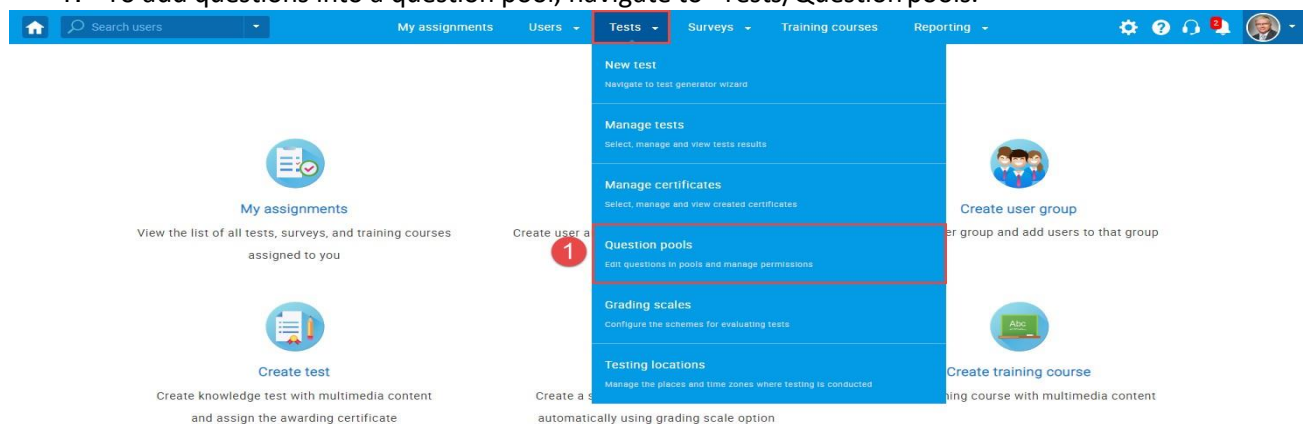 1. To add questions into a question pool, navigate to "Tests/Question pools.
Search users
My assignments
Users
Tests
Surveys
Training courses
Reporting
2
New test
Navigate to test generator wizard
Manage tests
Select, manage and view tests results
Manage certificates
Select, manage and view created certificates
1
Question pools
Edit questions in pools and manage permissions
Grading scales
Configure the schemes for evaluating tests
Testing locations
Manage the places and time zones where testing is conducted
My assignments
View the list of all tests, surveys, and training courses
assigned to you
Create user a
Create user group
er group and add users to that group
Create test
Create knowledge test with multimedia content
and assign the awarding certificate
Create a s
automatically using grading scale option
Abc
Create training course
ning course with multimedia content